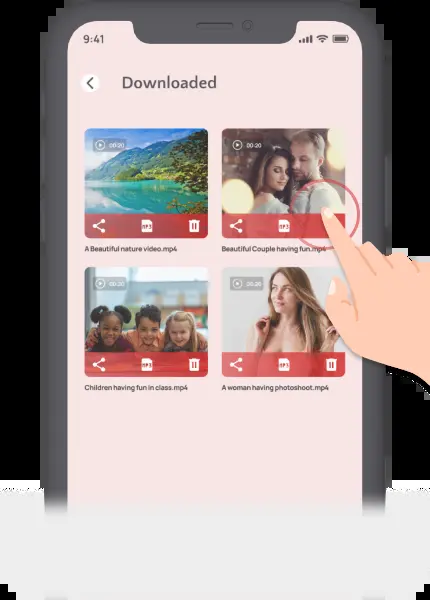 9:41
Downloaded
00:20
00:20
MP3
MP3
A Beautiful nature video.mp4
Beautiful Couple having fun.mp4
00:20
20:20
MP3
MP3
Children having fun in class.mp4
A woman having photoshoot.mp4